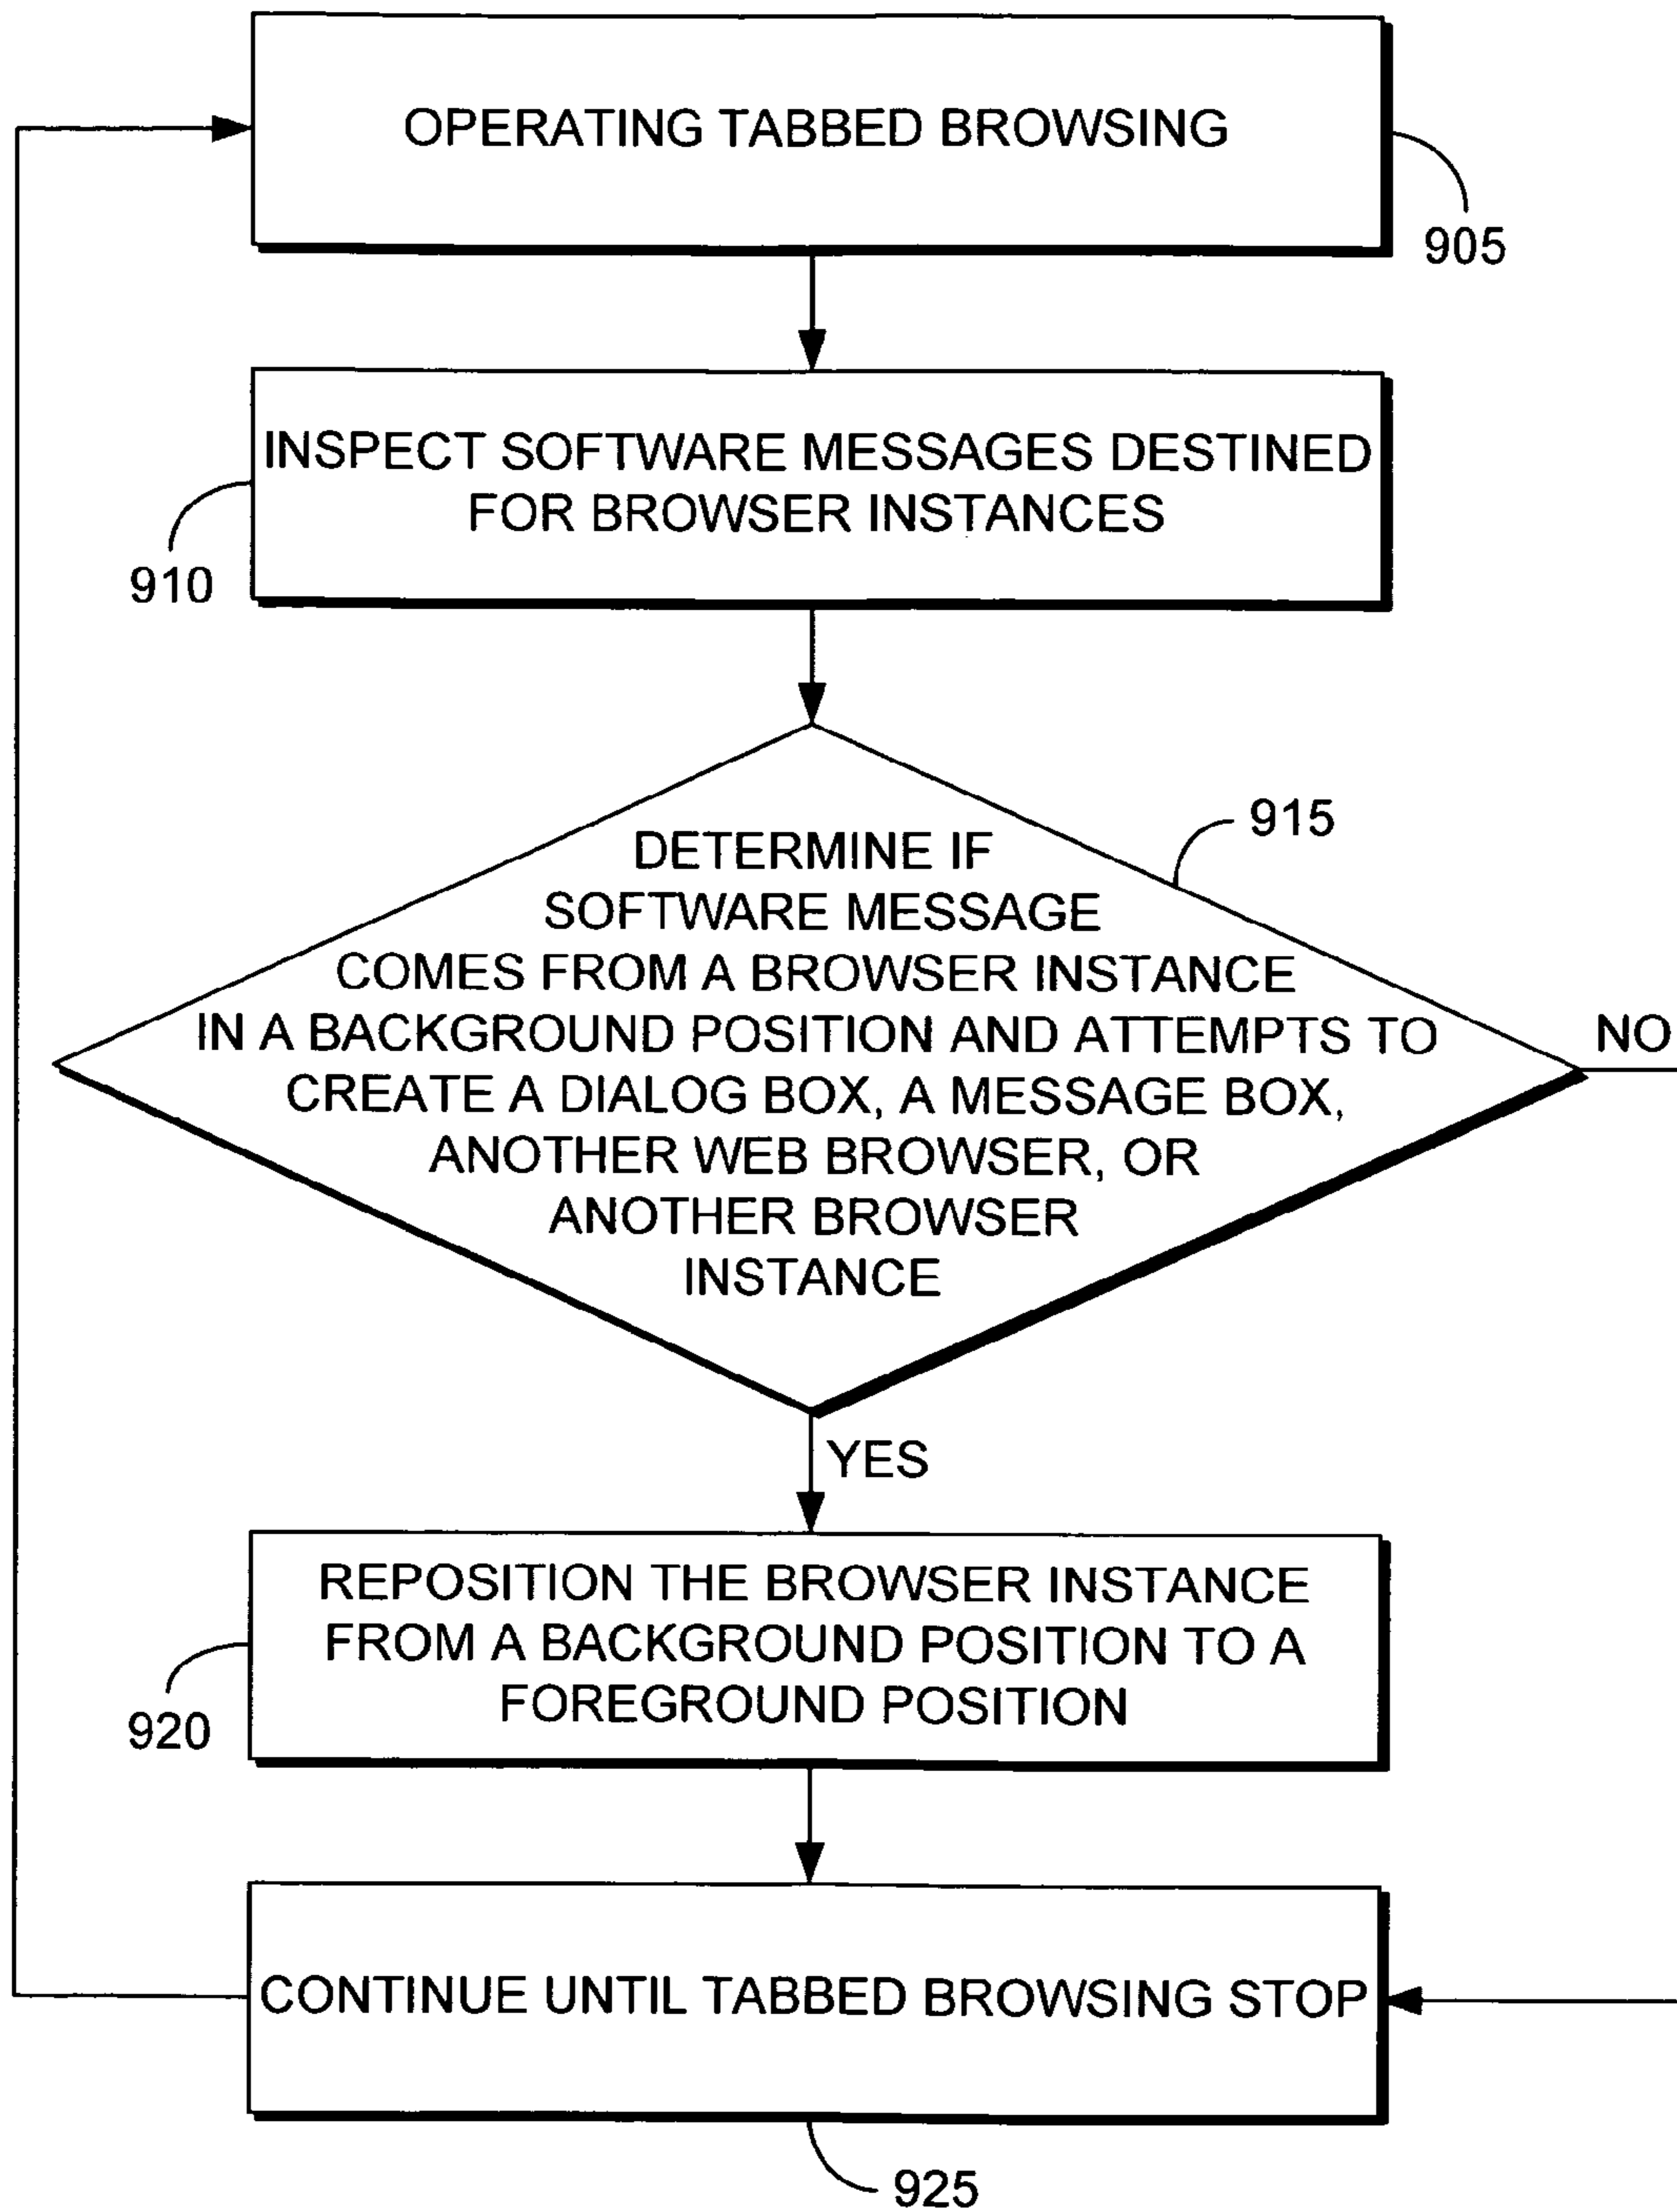 OPERATING TABBED BROWSING
905
INSPECT SOFTWARE MESSAGES DESTINED
FOR BROWSER INSTANCES
910
915
DETERMINE IF
SOFTWARE MESSAGE
COMES FROM A BROWSER INSTANCE
IN A BACKGROUND POSITION AND ATTEMPTS TO
CREATE A DIALOG BOX, A MESSAGE BOX,
ANOTHER WEB BROWSER, OR
ANOTHER BROWSER
INSTANCE
NO
YES
REPOSITION THE BROWSER INSTANCE
FROM A BACKGROUND POSITION TO A
FOREGROUND POSITION
920
CONTINUE UNTIL TABBED BROWSING STOP
925